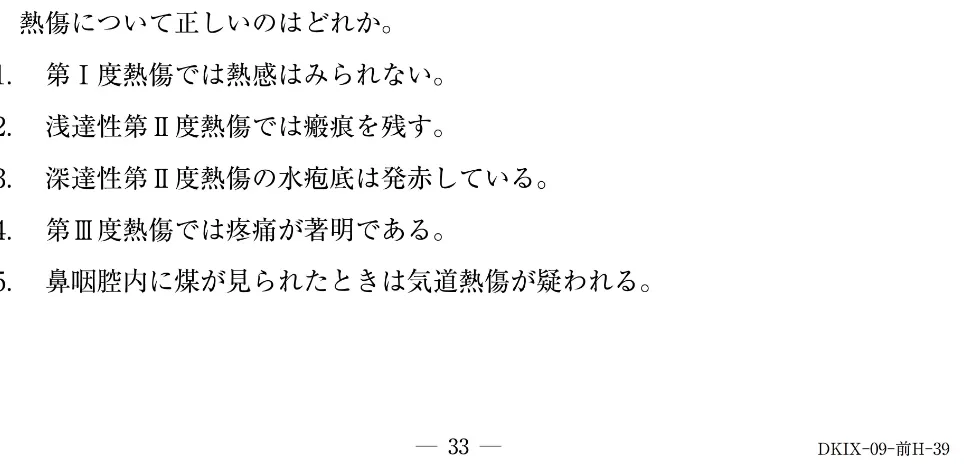 熱傷について正しいのはどれか。
1. 第Ⅰ度熱傷では熱感はみられない。
2. 浅達性第Ⅱ度熱傷では瘢痕を残す。
3. 深達性第Ⅱ度熱傷の水疱底は発赤している。
4. 第Ⅲ度熱傷では疼痛が著明である。
5. 鼻咽腔内に煤が見られたときは気道熱傷が疑われる。
— 33 —
DKIX-09-前H-39